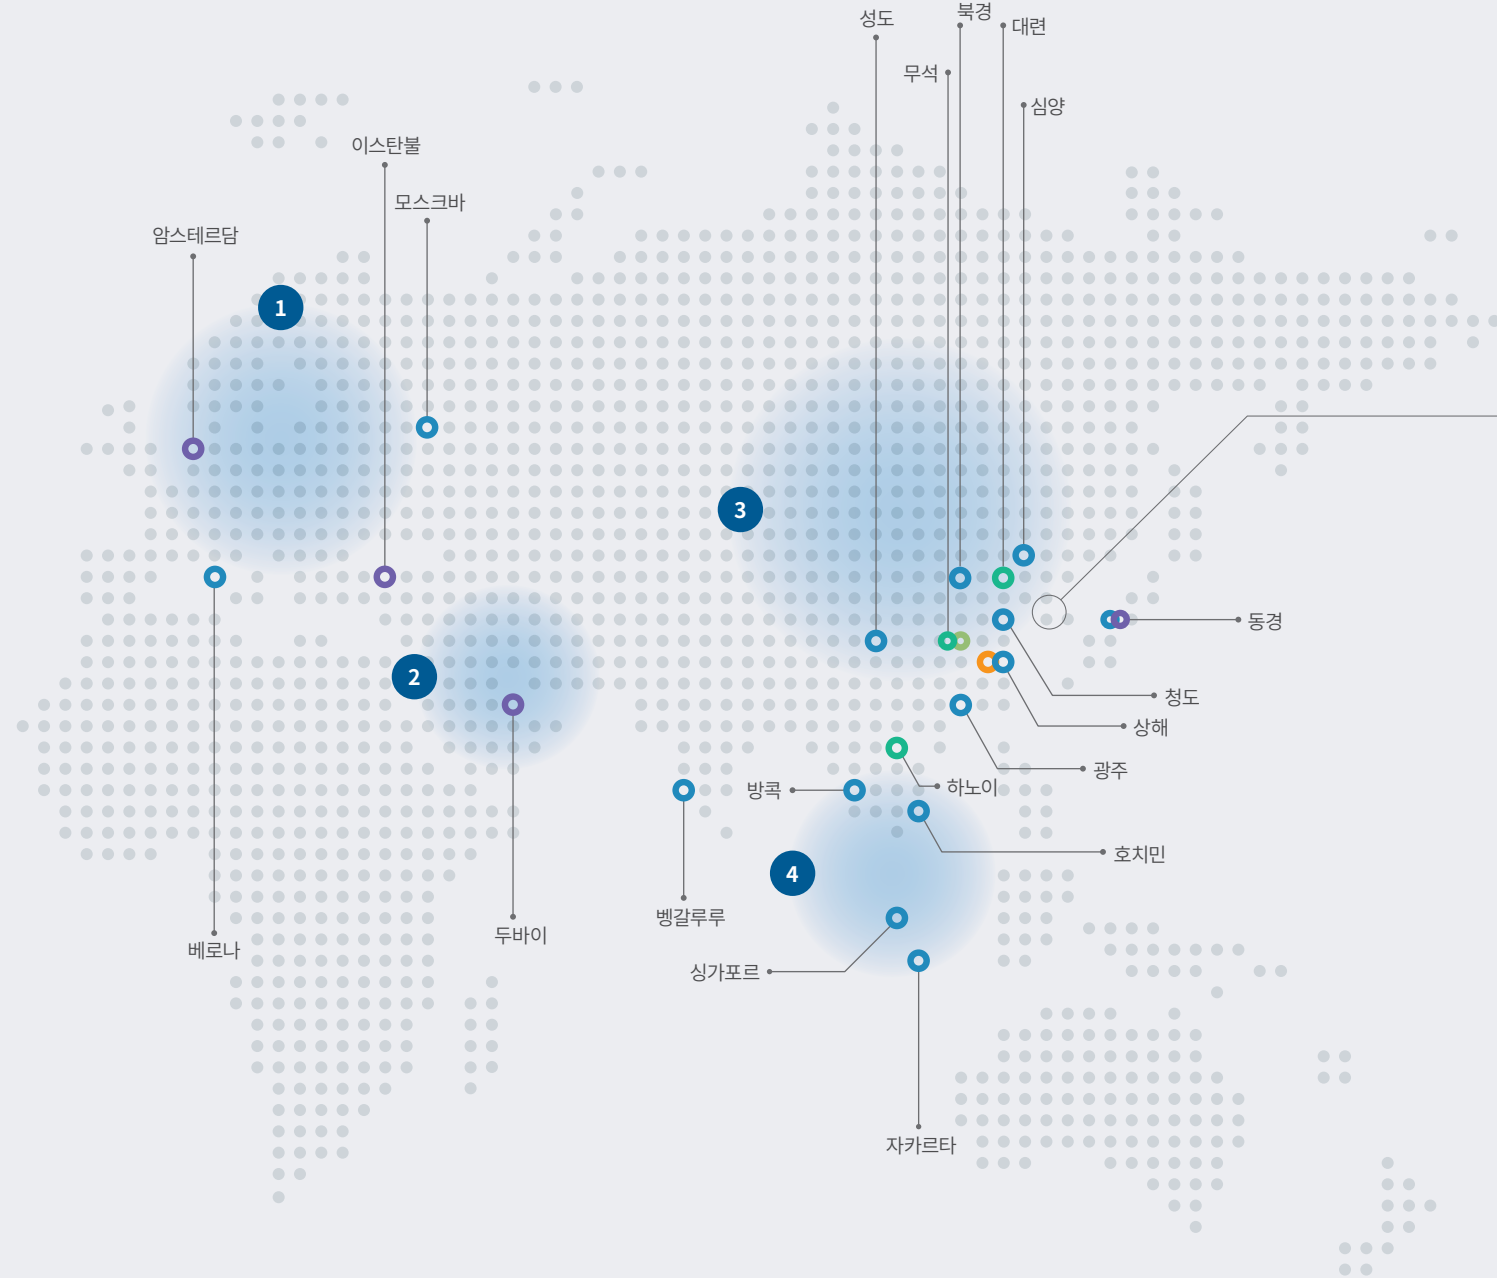 성도
북경
대련
무석
심양
이스탄불
모스크바
암스테르담
1
3
동경
2
청도
상해
광주
방콕
하노이
호치민
4
벵갈루루
두바이
베로나
싱가포르
자카르타